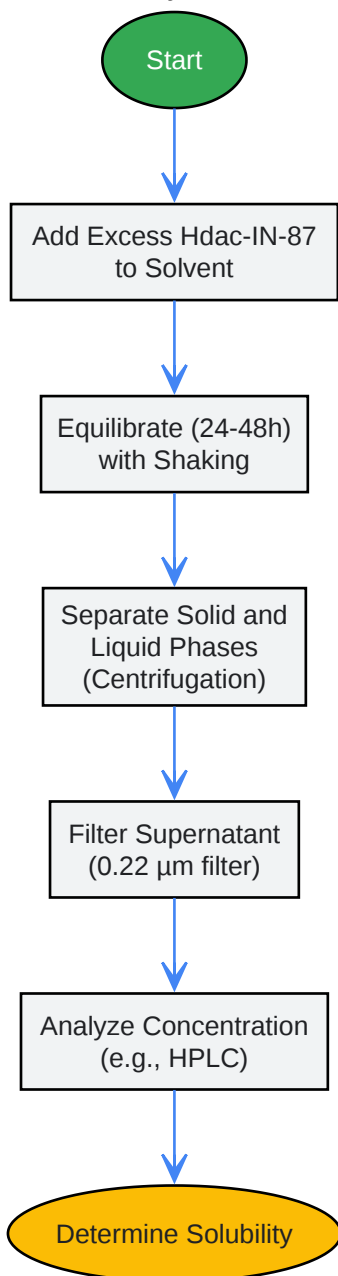 Start
Add Excess Hdac-IN-87
to Solvent
Equilibrate (24-48h)
with Shaking
Separate Solid and
Liquid Phases
(Centrifugation)
Filter Supernatant
(0.22 µm filter)
Analyze Concentration
(e.g., HPLC)
Determine Solubility